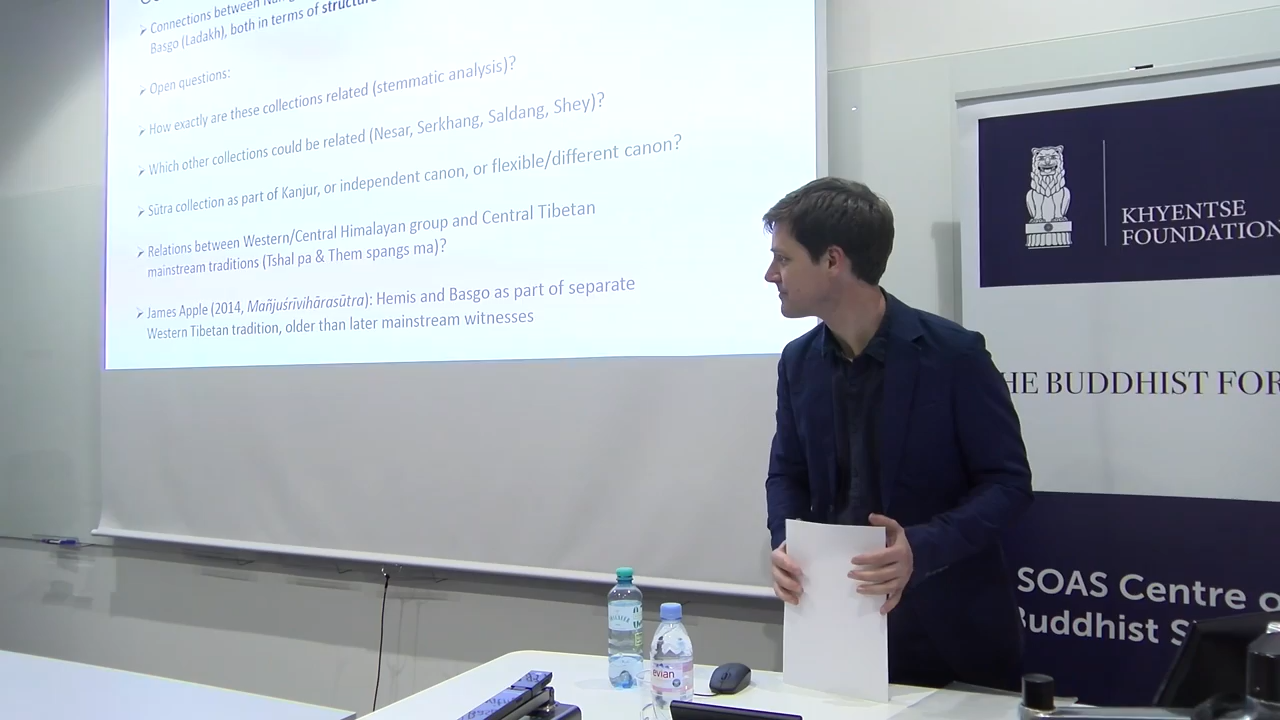 ➢ Connections between
Basgo (Ladakh), both in terms of structure
➢ Open questions:
➢ How exactly are these collections related (stemmatic analysis)?
➢ Which other collections could be related (Nesar, Serkhang, Saldang, Shey)?
➢ Sūtra collection as part of Kanjur, or independent canon, or flexible/different canon?
➢ Relations between Western/Central Himalayan group and Central Tibetan
mainstream traditions (Tshal pa & Them spangs ma)?
➢ James Apple (2014, Mañjuśrīvihārasūtra): Hemis and Basgo as part of separate
Western Tibetan tradition, older than later mainstream witnesses
KHYENTSE
FOUNDATION
HE BUDDHIST FOR
SOAS Centre o
Buddhist S
evian